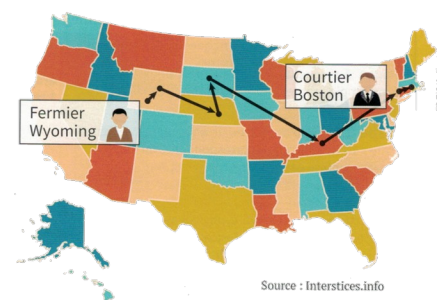 Courtier
Boston
Fermier
Wyoming
Source : Interstices.info